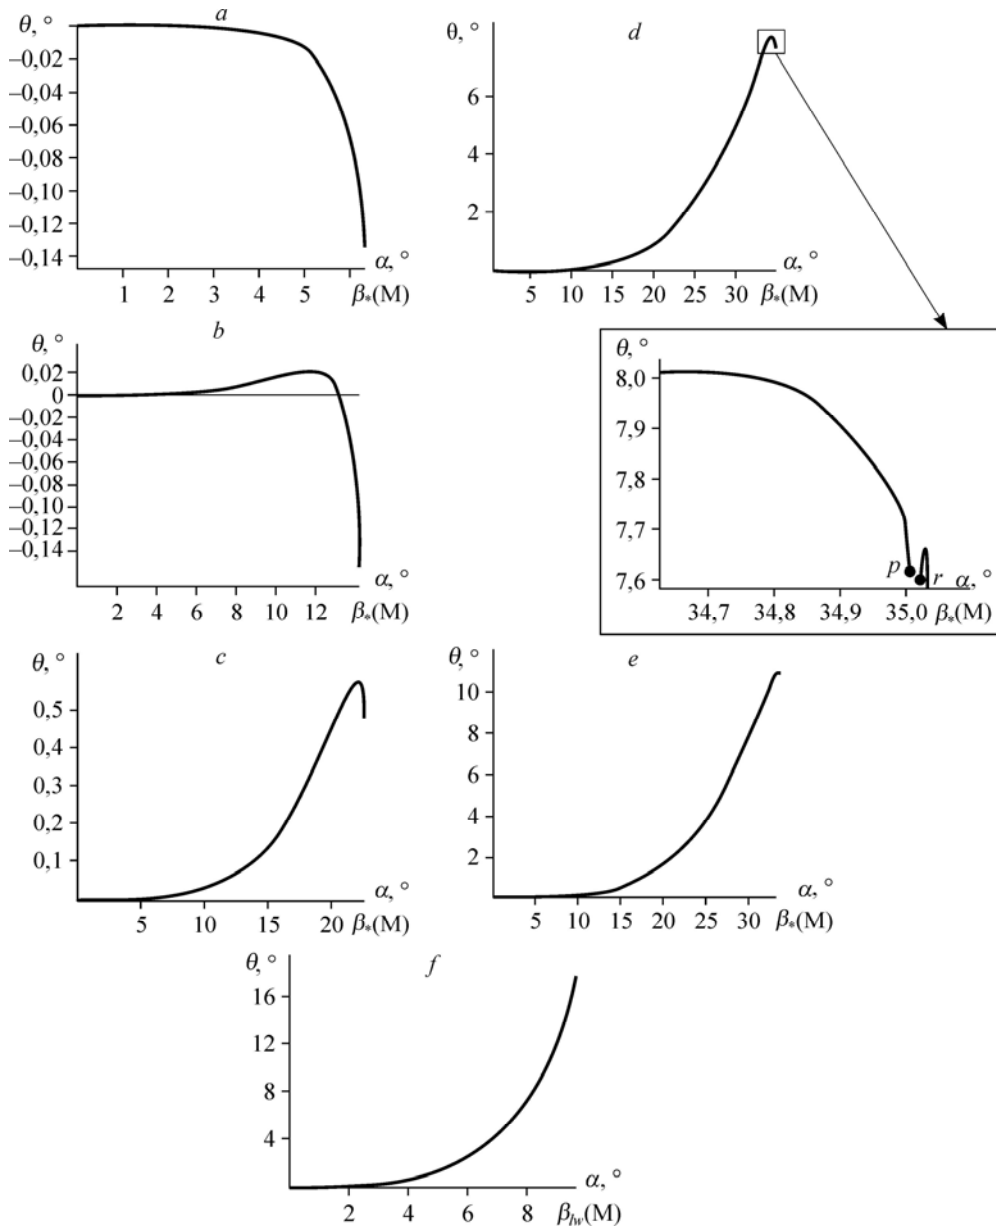 a
θ, °
–0,02
–0,04
–0,06
–0,08
–0,10
–0,12
–0,14
α, °
1 2 3 4 5 β*(M)
d
θ, °
6
4
2
α, °
5 10 15 20 25 30 β*(M)
b
θ, °
0,02
0
–0,02
–0,04
–0,06
–0,08
–0,10
–0,12
–0,14
α, °
2 4 6 8 10 12 β*(M)
θ, °
8,0
7,9
7,8
7,7
7,6
p
r
α, °
34,7 34,8 34,9 35,0 β*(M)
c
θ, °
0,5
0,4
0,3
0,2
0,1
α, °
5 10 15 20 β*(M)
e
θ, °
10
8
6
4
2
α, °
5 10 15 20 25 30 β*(M)
f
θ, °
16
12
8
4
α, °
2 4 6 8 βlw(M)